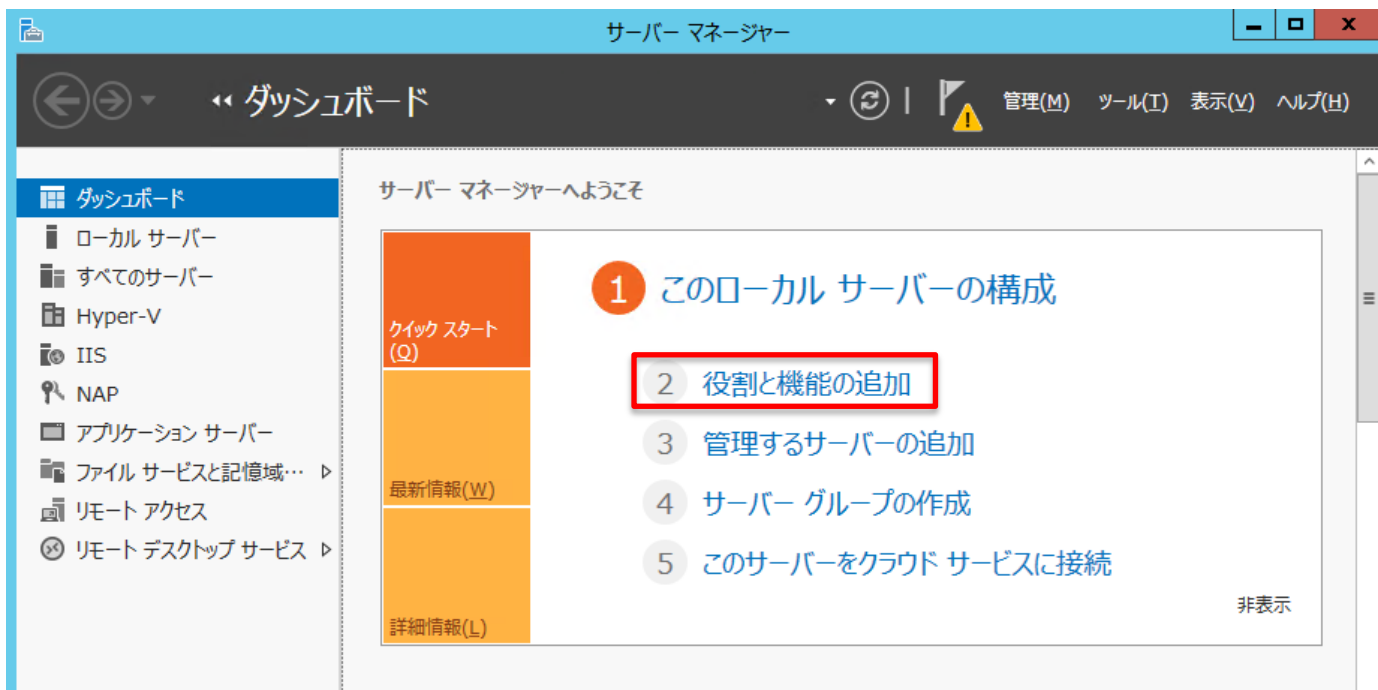 サーバー マネージャー
ダッシュボード
管理(M) ツール(T) 表示(V) ヘルプ(H)
ダッシュボード
ローカル サーバー
すべてのサーバー
Hyper-V
IIS
NAP
アプリケーション サーバー
ファイル サービスと記憶域…
リモート アクセス
リモート デスクトップ サービス
サーバー マネージャーへようこそ
クイック スタート
(Q)
最新情報(W)
詳細情報(L)
1 このローカル サーバーの構成
2 役割と機能の追加
3 管理するサーバーの追加
4 サーバー グループの作成
5 このサーバーをクラウド サービスに接続
非表示